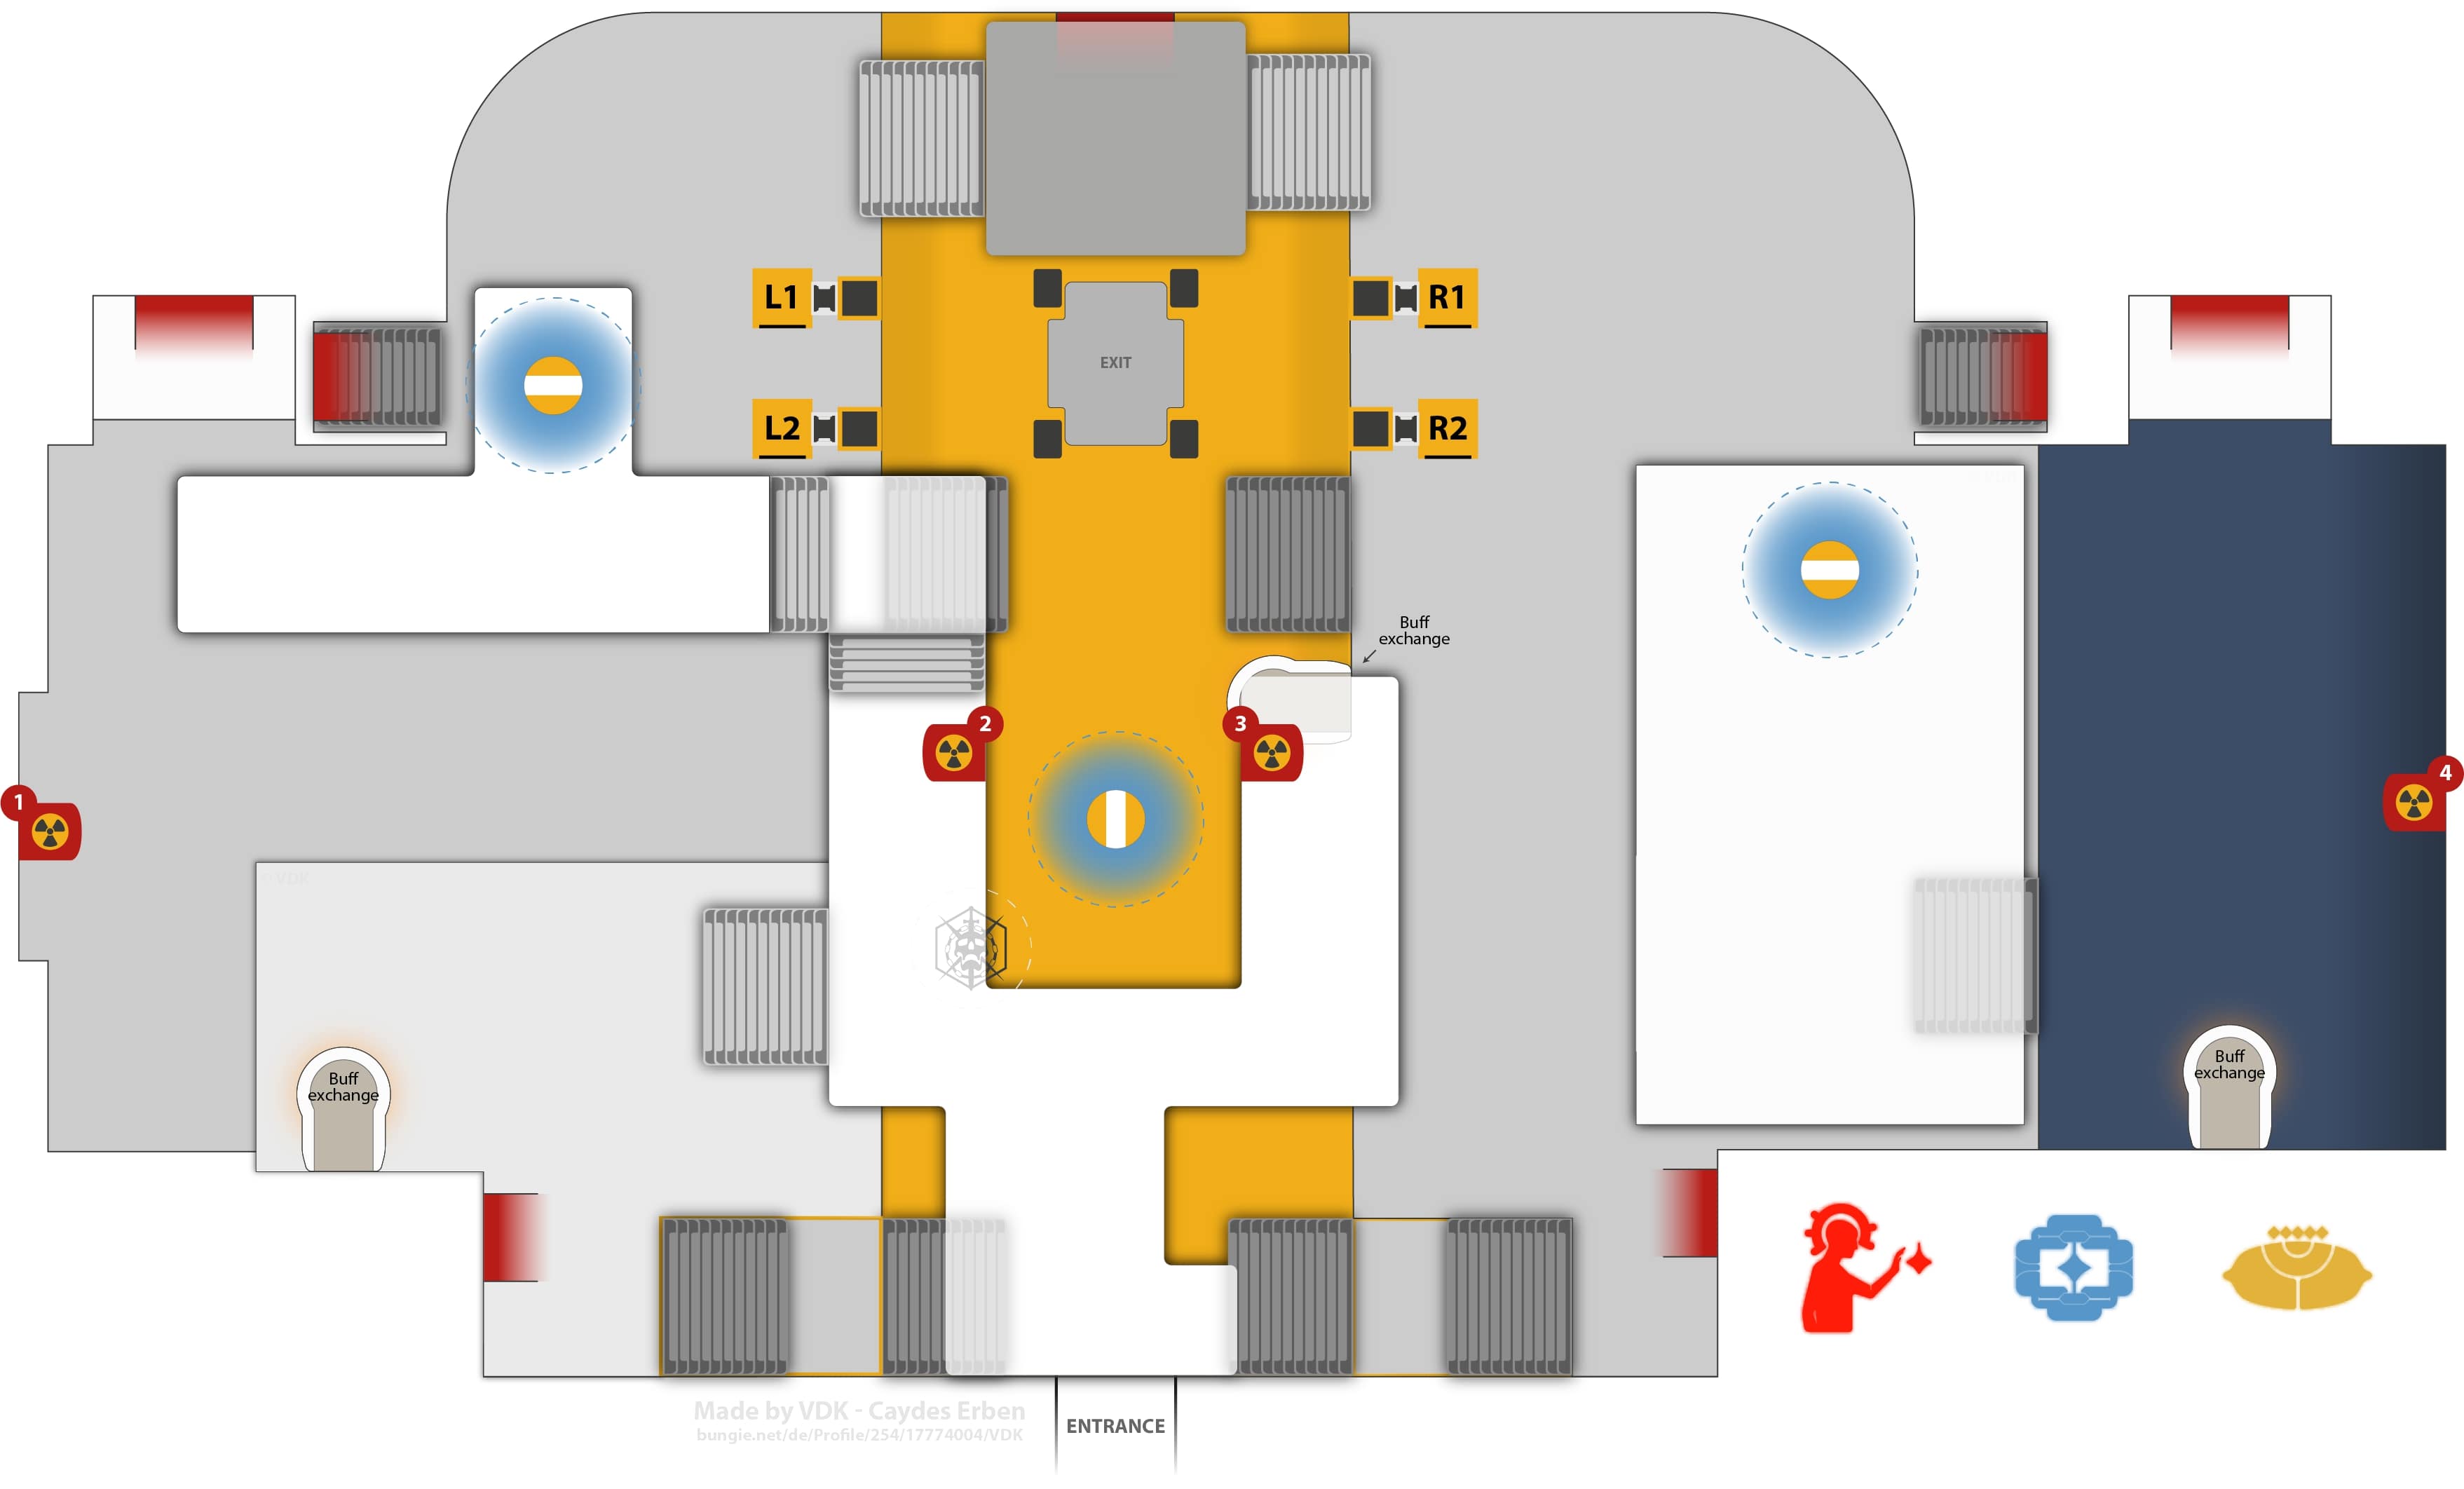 L1
R1
EXIT
L2
R2
Buff
exchange
2
3
4
1
VDK
Buff
exchange
Buff
exchange
Made by VDK - Caydes Erben
bungie.net/de/Profile/254/17774004/VDK
ENTRANCE